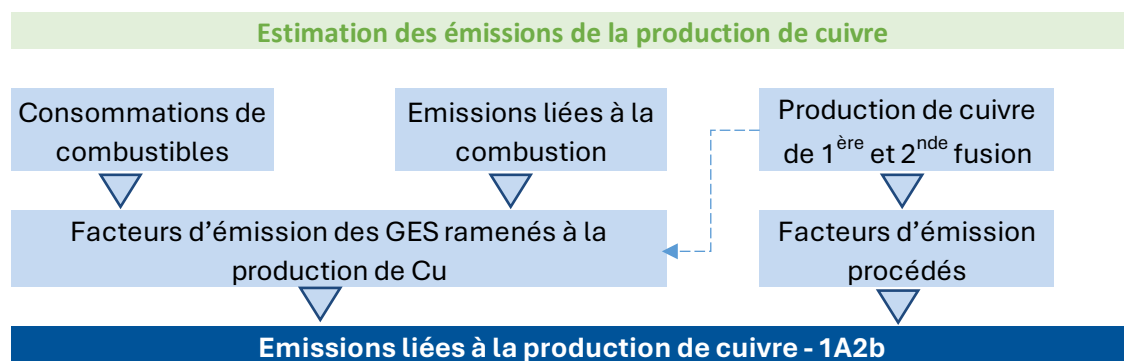 Estimation des émissions de la production de cuivre
Consommations de
combustibles
Emissions liées à la
combustion
Production de cuivre
de 1ère et 2nde fusion
Facteurs d'émission des GES ramenés à la
production de Cu
Facteurs d'émission
procédés
Emissions liées à la production de cuivre - 1A2b